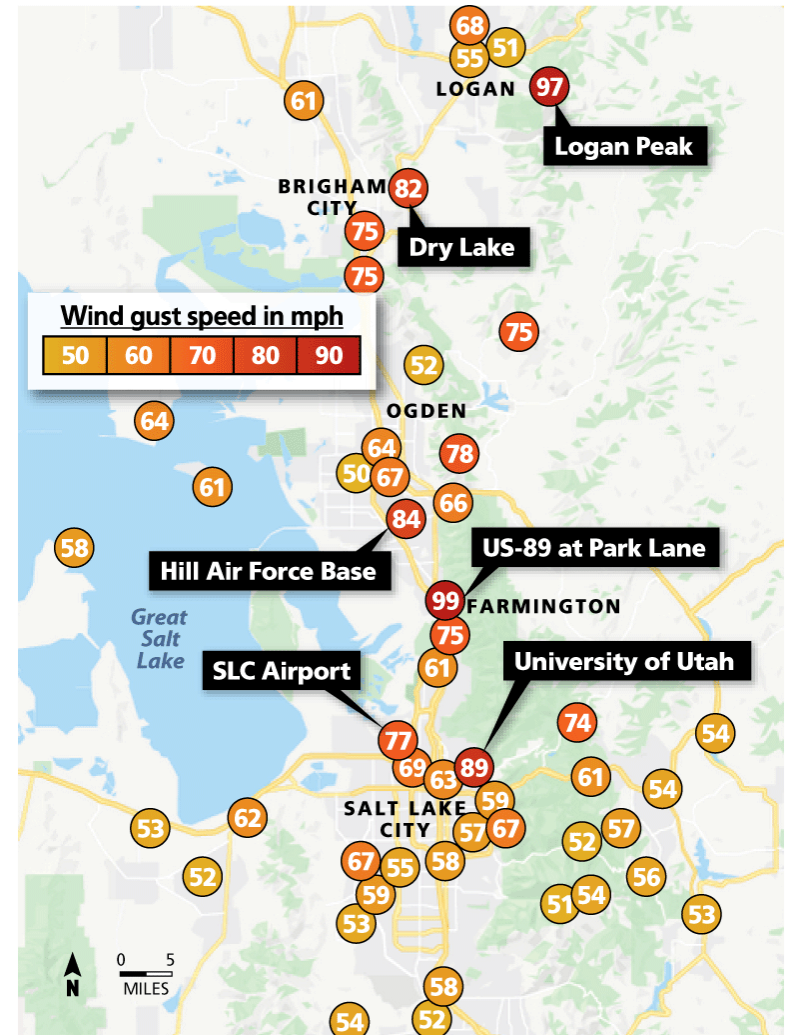 68
51
55
LOGAN
97
61
Logan Peak
BRIGHAM
CITY
82
75
Dry Lake
75
Wind gust speed in mph
50 60 70 80 90
75
52
OGDEN
64
64
78
50
67
61
66
84
58
US-89 at Park Lane
Hill Air Force Base
99
FARMINGTON
Great
Salt
Lake
75
61
SLC Airport
University of Utah
74
77
54
69
63
89
61
54
59
SALT LAKE
CITY
62
53
57
67
52
57
67
55
58
52
56
59
51
54
53
53
N
0 5
MILES
58
54
52